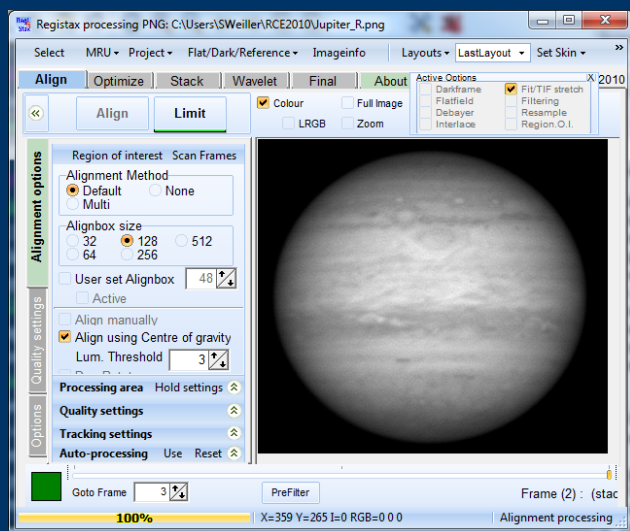 Registax processing PNG: C:\Users\SWeiller\RCE2010\Jupiter_R.png
Select MRU Project Flat/Dark/Reference Imageinfo Layouts LastLayout Set Skin »
Align Optimize Stack Wavelet Final About 2010
Active Options X
Darkframe Fit/TIF stretch
Flatfield Filtering
Debayer Resample
Interlace Region.O.I.
Align Limit
Colour Full Image
LRGB Zoom
Alignment options
Quality settings
Options
Region of interest Scan Frames
Alignment Method
Default None
Multi
Alignbox size
32 128 512
64 256
User set Alignbox 48
Active
Align manually
Align using Centre of gravity
Lum. Threshold 3
Processing area Hold settings
Quality settings
Tracking settings
Auto-processing Use Reset
Goto Frame 3 PreFilter Frame (2) : (stac
100% X=359 Y=265 I=0 RGB=0 0 0 Alignment processing